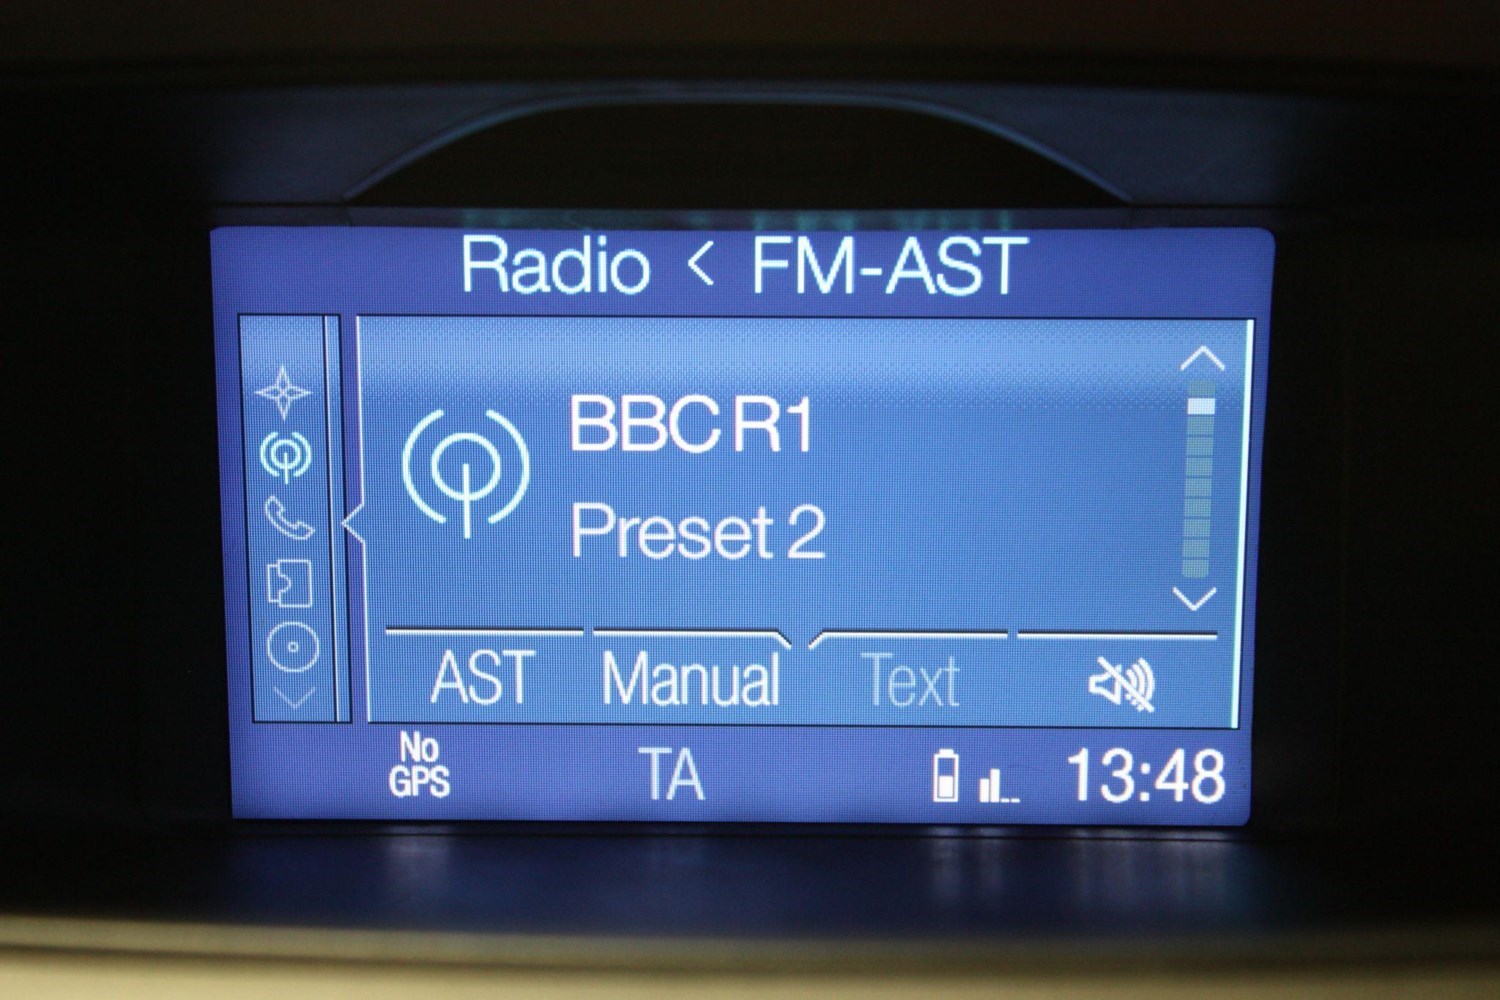 Radio < FM-AST
BBC R1
Preset 2
AST Manual Text
No
GPS
TA
13:48